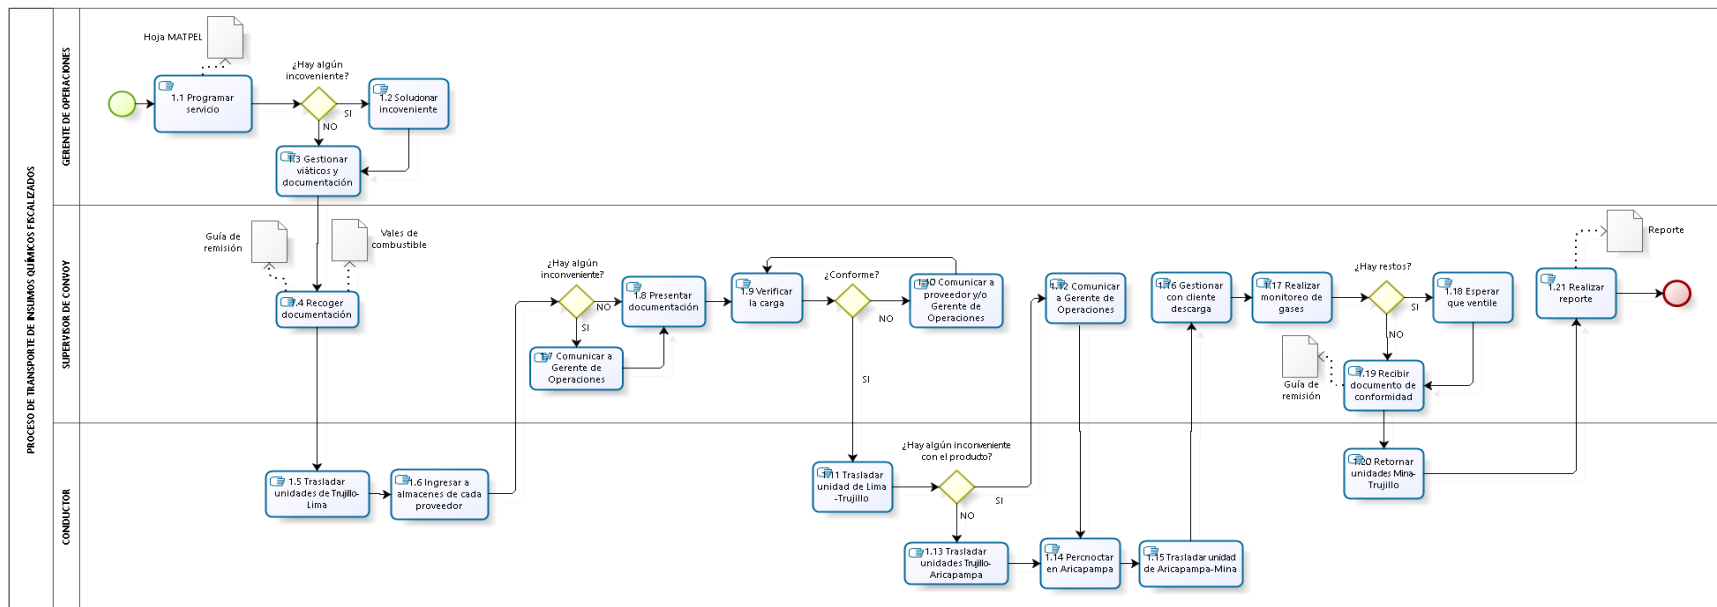 PROCESO DE TRANSPORTE DE INSUMOS QUÍMICOS FISCALIZADOS
GERENTE DE OPERACIONES
Hoja MATPEL
1.1 Programar
servicio
¿Hay algún
incoveniente?
SI
NO
1.2 Solucionar
incoveniente
1.3 Gestionar
viáticos y
documentación
SUPERVISOR DE CONVOY
Guía de
remisión
Vales de
combustible
1.4 Recoger
documentación
¿Hay algún
inconveniente?
NO
SI
1.7 Comunicar a
Gerente de
Operaciones
1.8 Presentar
documentación
1.9 Verificar
la carga
¿Conforme?
NO
SI
1.10 Comunicar a
proveedor y/o
Gerente de
Operaciones
1.12 Comunicar
a Gerente de
Operaciones
1.16 Gestionar
con cliente
descarga
1.17 Realizar
monitoreo de
gases
¿Hay restos?
SI
NO
1.18 Esperar
que ventile
Guía de
remisión
1.19 Recibir
documento de
conformidad
1.21 Realizar
reporte
Reporte
CONDUCTOR
1.5 Trasladar
unidades de Trujillo-
Lima
1.6 Ingresar a
almacenes de cada
proveedor
1.11 Trasladar
unidad de Lima
-Trujillo
¿Hay algún inconveniente
con el produto?
SI
NO
1.13 Trasladar
unidades Trujillo-
Aricapampa
1.14 Percnoctar
en Aricapampa
1.15 Trasladar unidad
de Aricapampa-Mina
1.20 Retornar
unidades Mina-
Trujillo